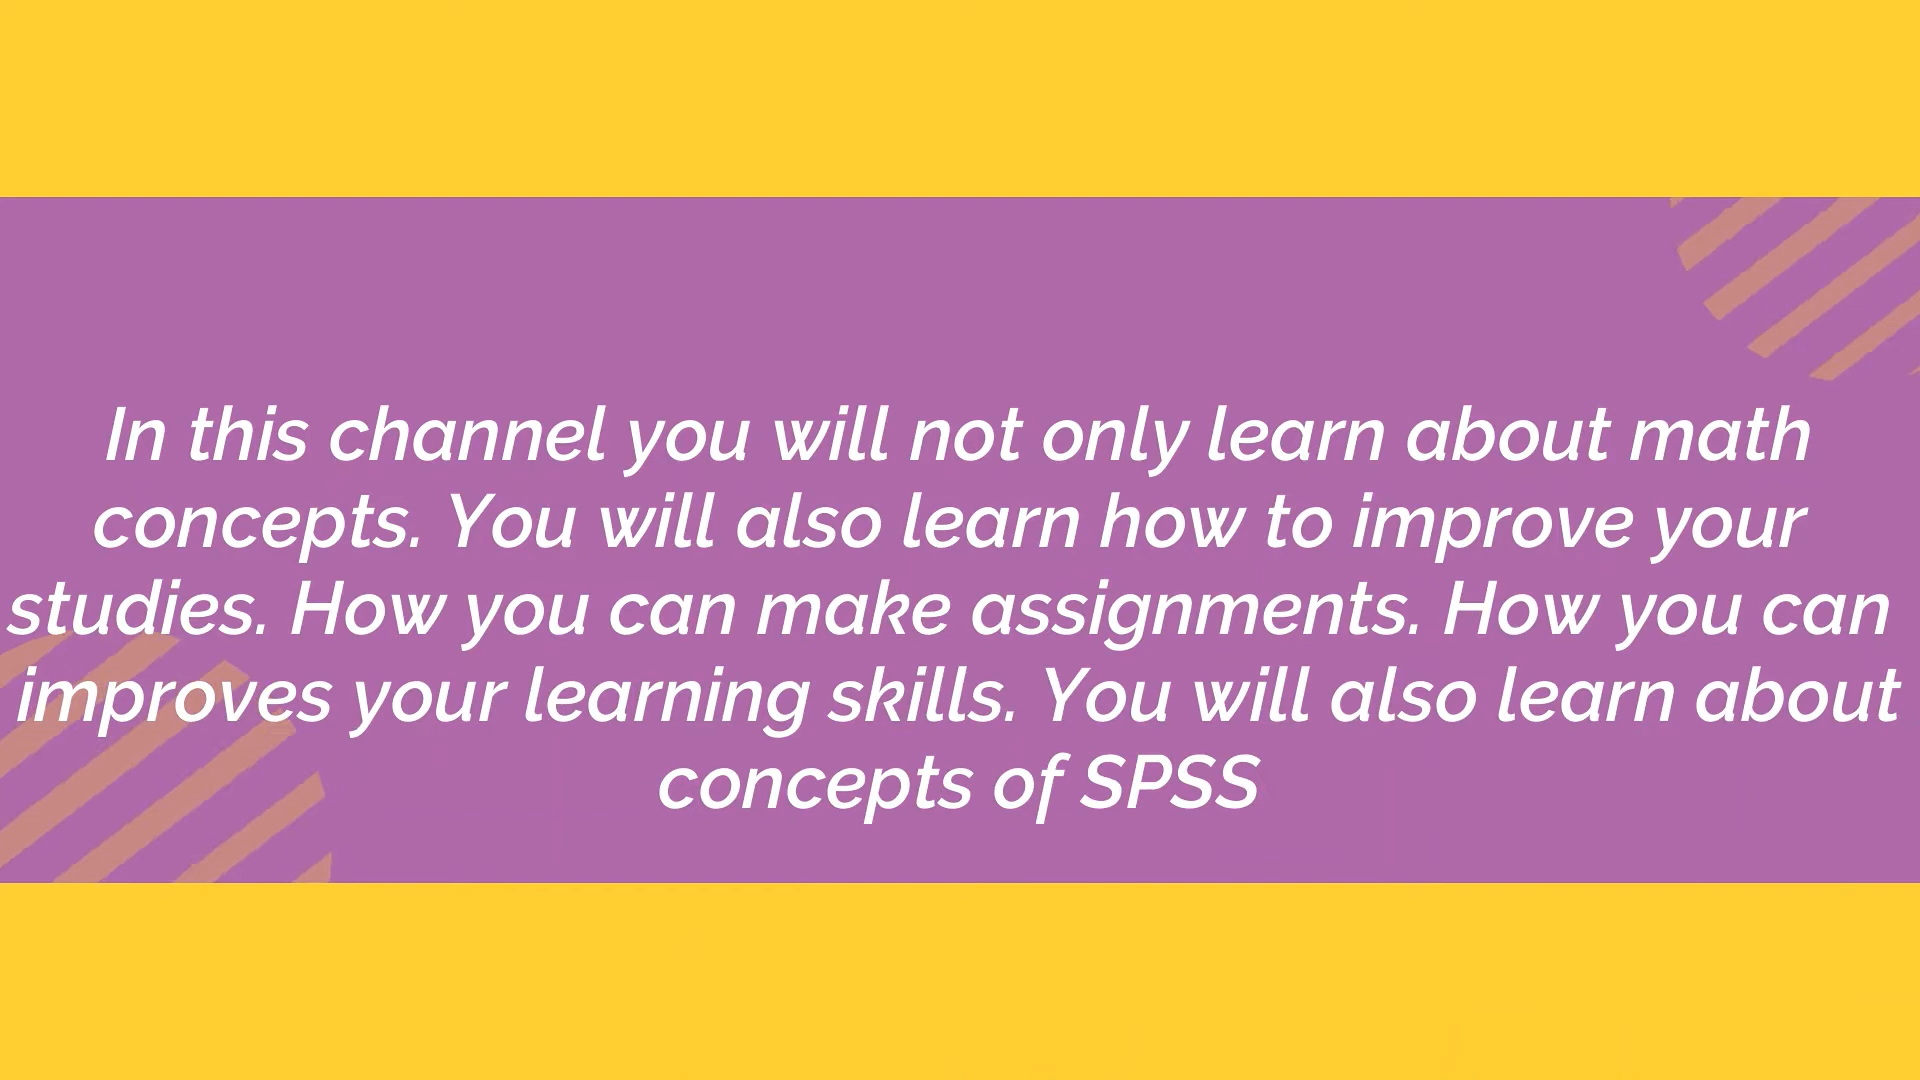 In this channel you will not only learn about math
concepts. You will also learn how to improve your
studies. How you can make assignments. How you can
improves your learning skills. You will also learn about
concepts of SPSS